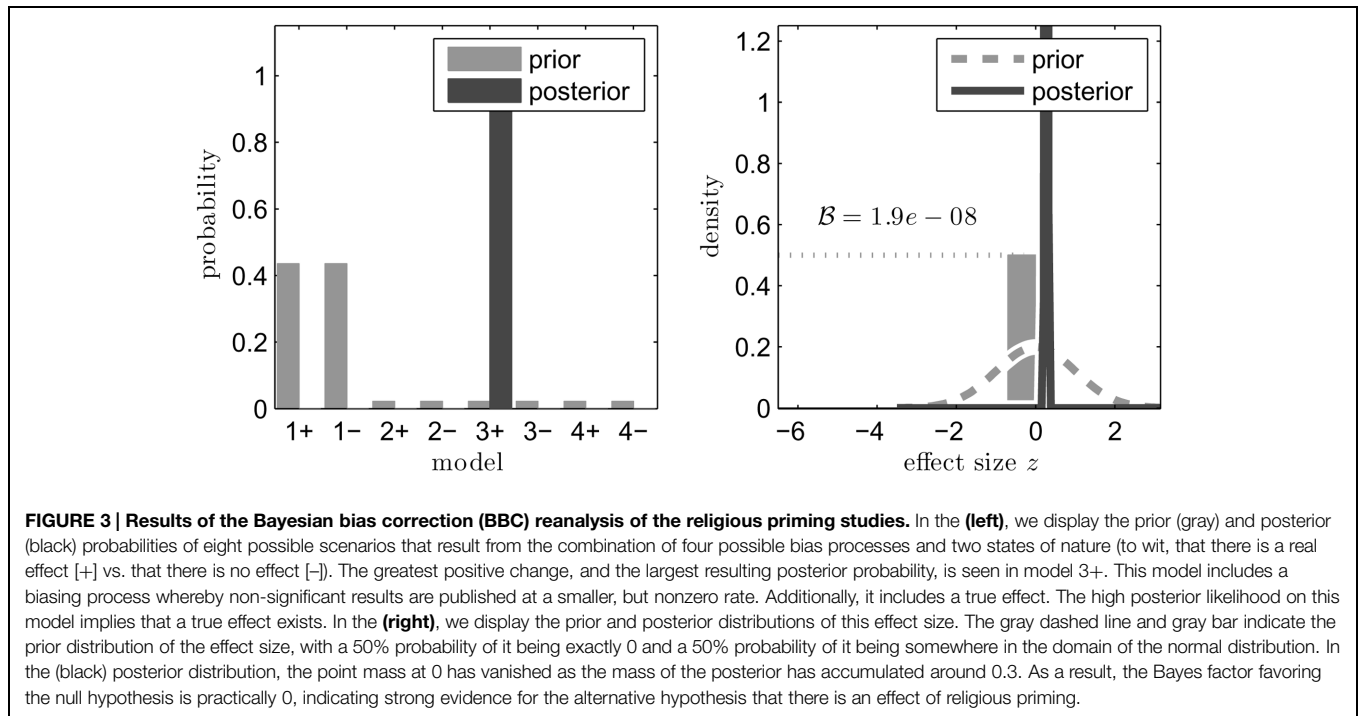 prior
posterior
1
0.8
0.6
0.4
0.2
0
probability
1+ 1− 2+ 2− 3+ 3− 4+ 4−
model
prior
posterior
1.2
1
0.8
0.6
0.4
0.2
0
density
B = 1.9e − 08
−6 −4 −2 0 2
effect size z
FIGURE 3 | Results of the Bayesian bias correction (BBC) reanalysis of the religious priming studies. In the (left), we display the prior (gray) and posterior
(black) probabilities of eight possible scenarios that result from the combination of four possible bias processes and two states of nature (to wit, that there is a real
effect [+] vs. that there is no effect [–]). The greatest positive change, and the largest resulting posterior probability, is seen in model 3+. This model includes a
biasing process whereby non-significant results are published at a smaller, but nonzero rate. Additionally, it includes a true effect. The high posterior likelihood on this
model implies that a true effect exists. In the (right), we display the prior and posterior distributions of this effect size. The gray dashed line and gray bar indicate the
prior distribution of the effect size, with a 50% probability of it being exactly 0 and a 50% probability of it being somewhere in the domain of the normal distribution. In
the (black) posterior distribution, the point mass at 0 has vanished as the mass of the posterior has accumulated around 0.3. As a result, the Bayes factor favoring
the null hypothesis is practically 0, indicating strong evidence for the alternative hypothesis that there is an effect of religious priming.